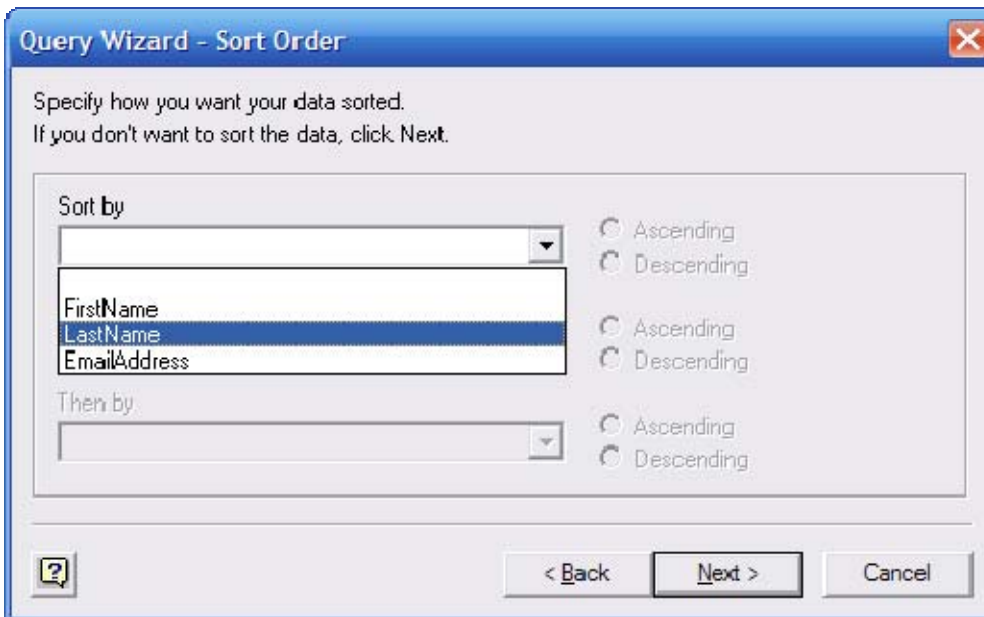 Query Wizard - Sort Order
Specify how you want your data sorted.
If you don't want to sort the data, click Next.
Sort by
Ascending
Descending
FirstName
LastName
EmailAddress
Ascending
Descending
Then by
Ascending
Descending
< Back
Next >
Cancel